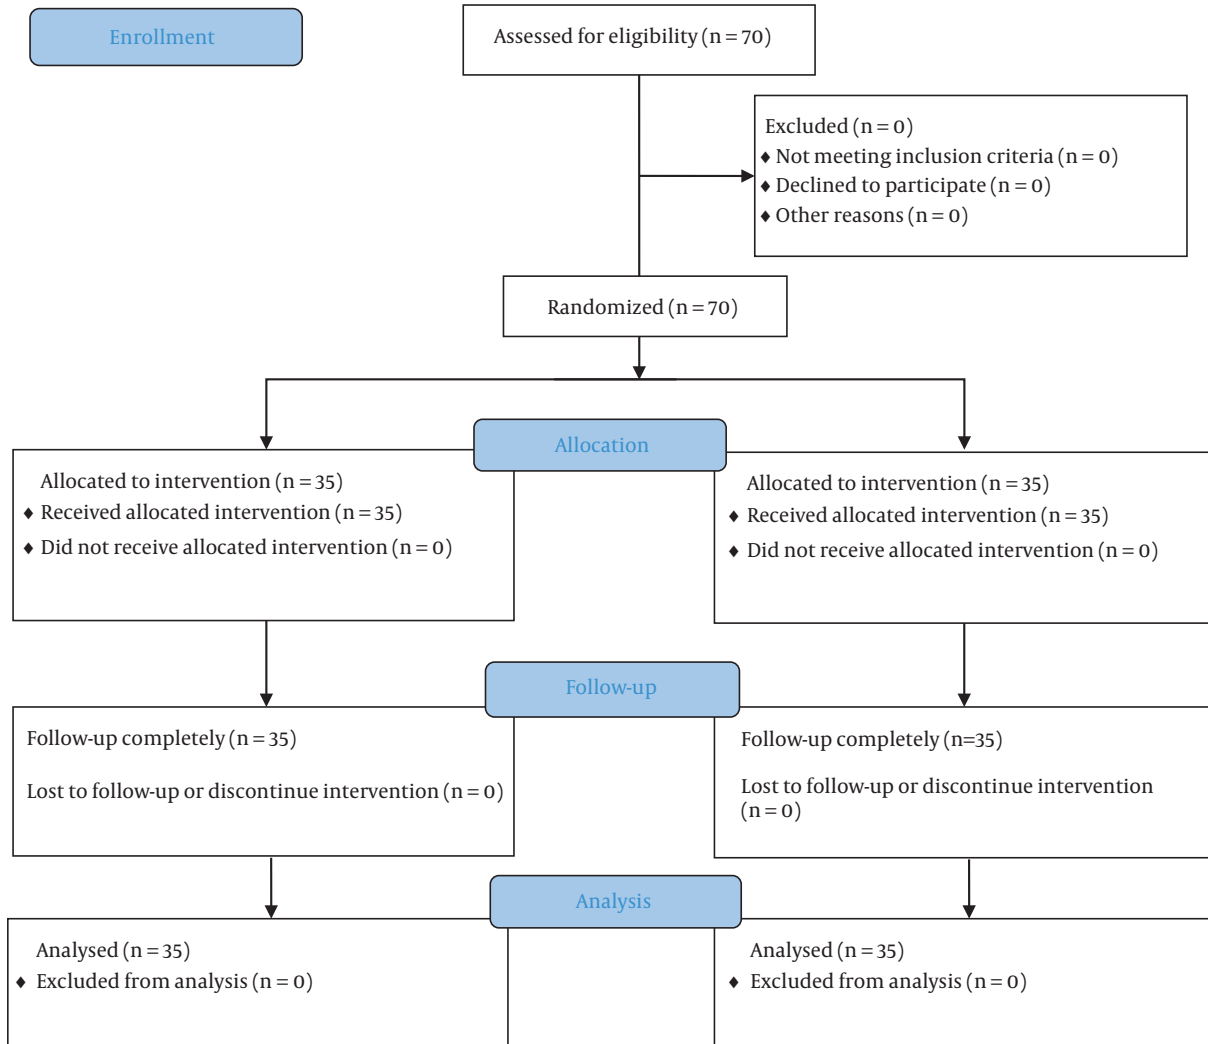 Enrollment
Assessed for eligibility (n = 70)
Excluded (n = 0)
♦ Not meeting inclusion criteria (n = 0)
♦ Declined to participate (n = 0)
♦ Other reasons (n = 0)
Randomized (n = 70)
Allocation
Allocated to intervention (n = 35)
♦ Received allocated intervention (n = 35)
♦ Did not receive allocated intervention (n = 0)
Allocated to intervention (n = 35)
♦ Received allocated intervention (n = 35)
♦ Did not receive allocated intervention (n = 0)
Follow-up
Follow-up completely (n = 35)
Lost to follow-up or discontinue intervention (n = 0)
Follow-up completely (n=35)
Lost to follow-up or discontinue intervention
(n = 0)
Analysis
Analysed (n = 35)
♦ Excluded from analysis (n = 0)
Analysed (n = 35)
♦ Excluded from analysis (n = 0)